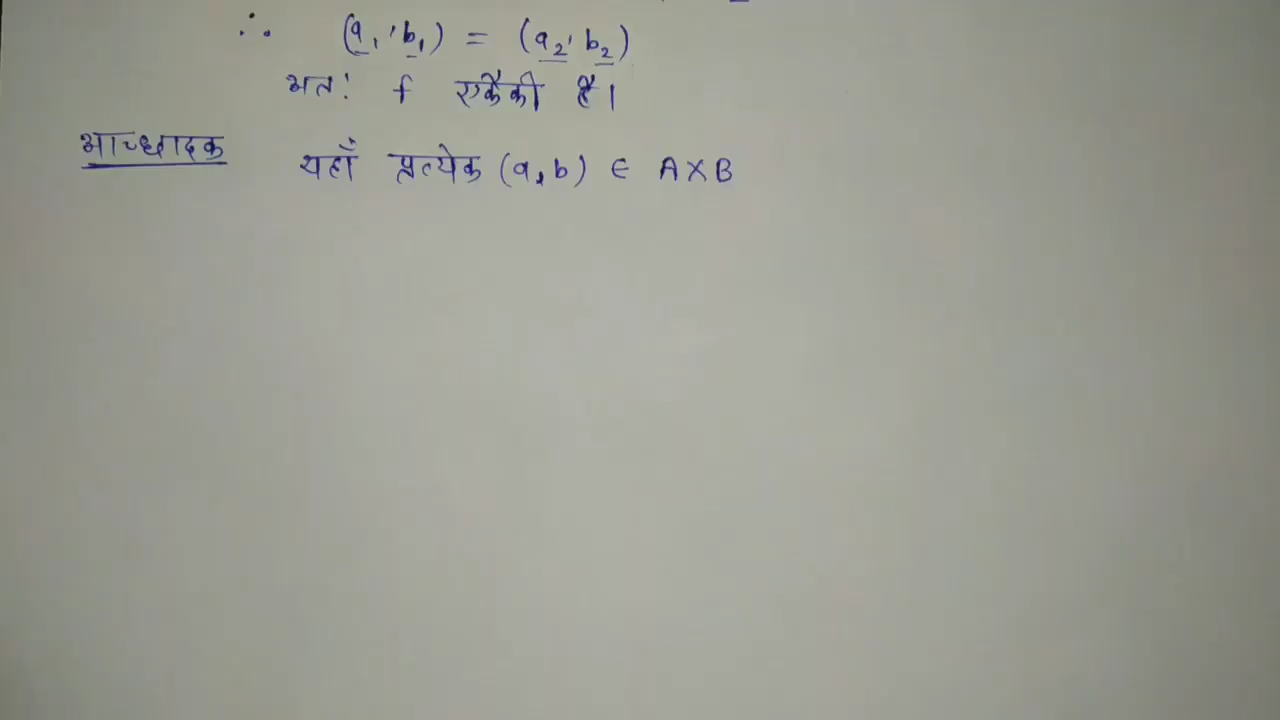 ∴ (a₁, b₁) = (a₂, b₂)
अतः f एकैकी है।
आच्छादक यहाँ प्रत्येक (a, b) ∈ A×B